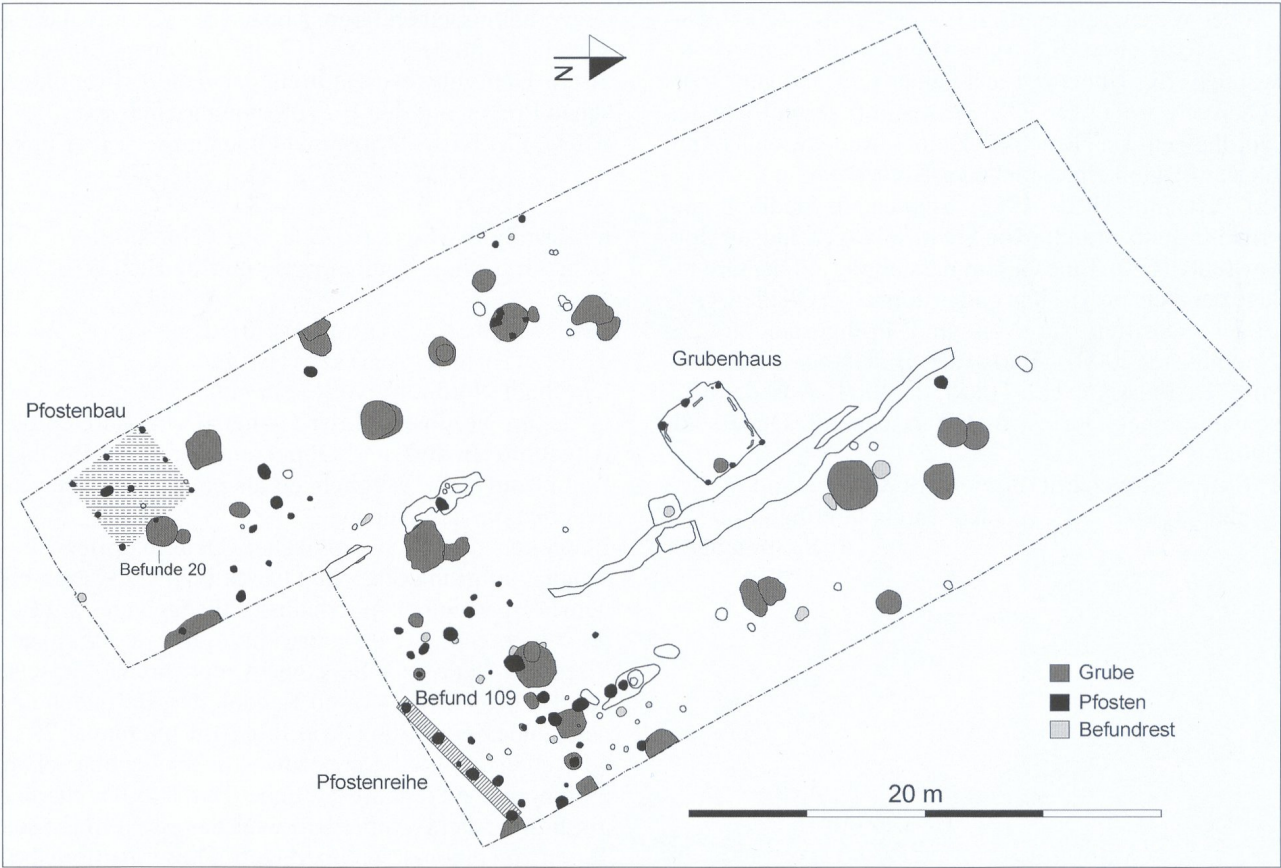 N
Grubenhaus
Pfostenbau
Befunde 20
Befund 109
Pfostenreihe
Grube
Pfosten
Befundrest
20 m